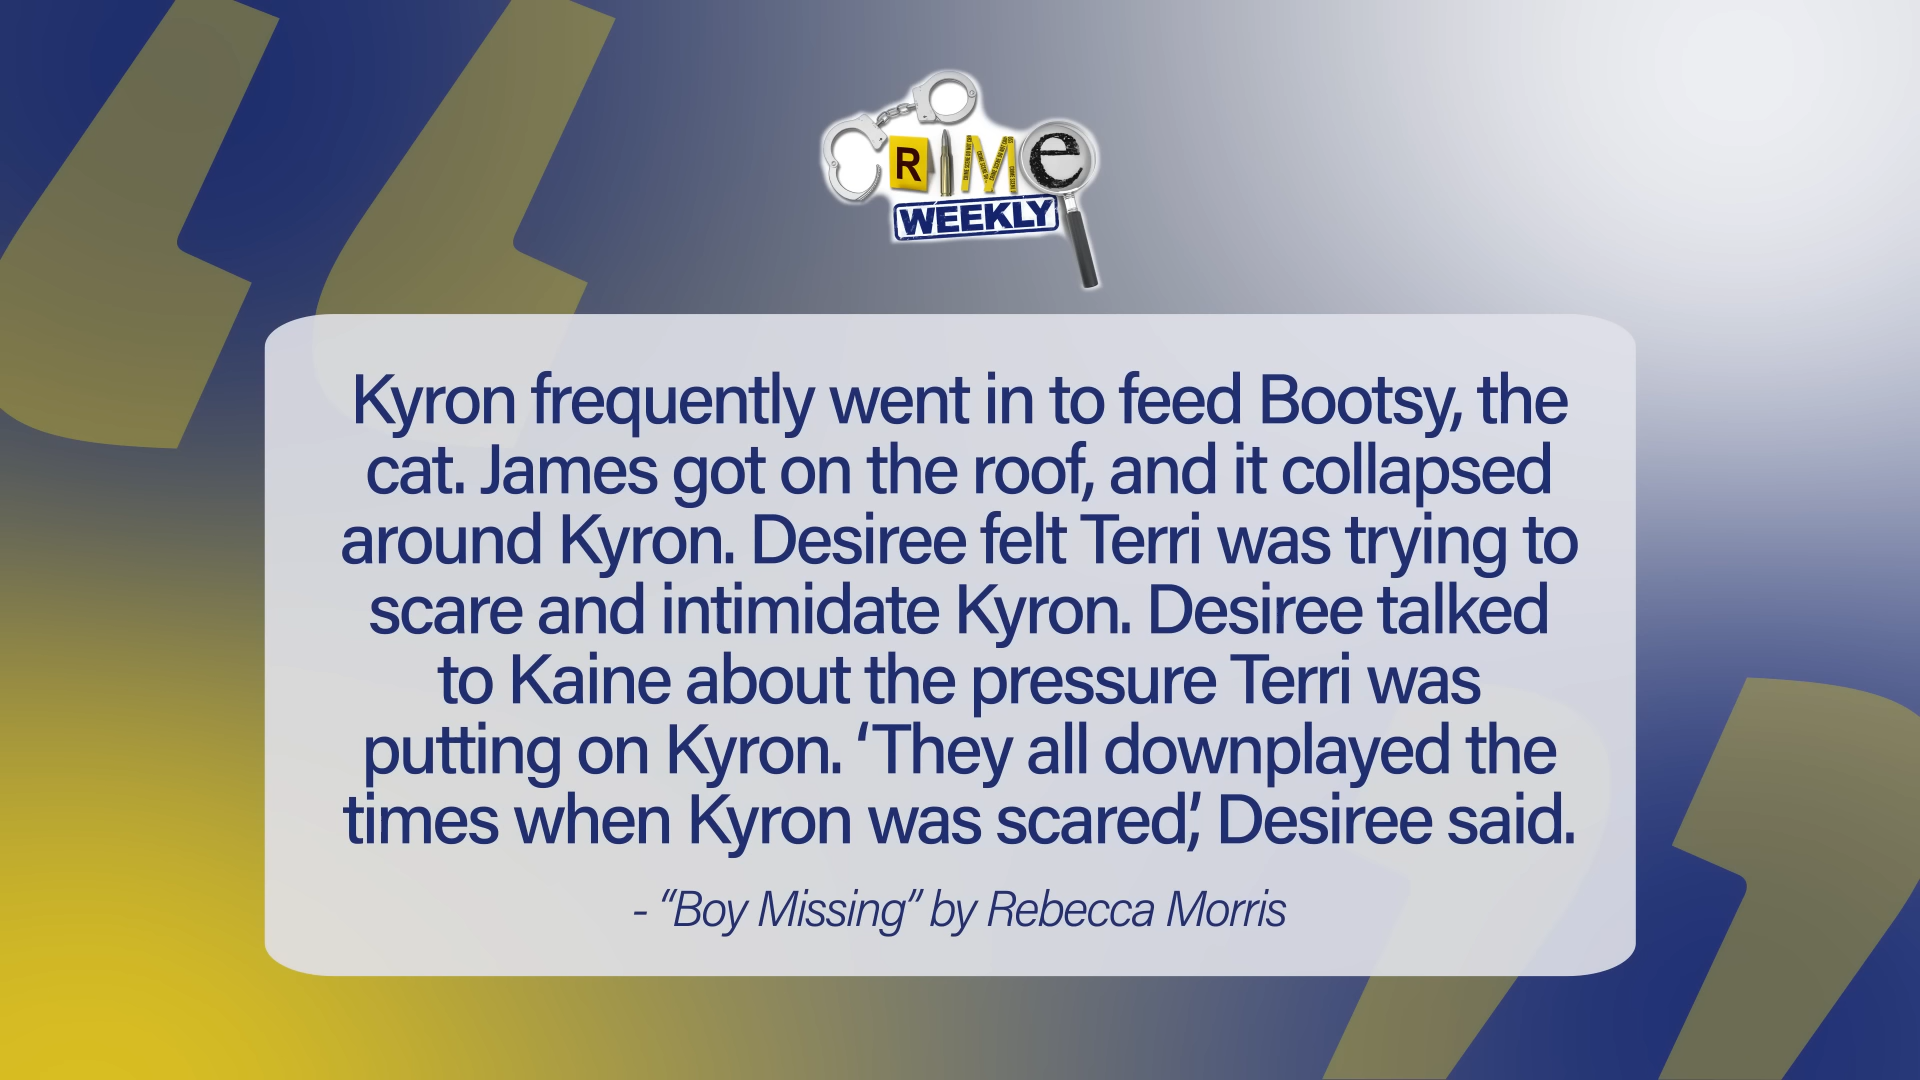 CRIMe
WEEKLY
Kyron frequently went in to feed Bootsy, the
cat. James got on the roof, and it collapsed
around Kyron. Desiree felt Terri was trying to
scare and intimidate Kyron. Desiree talked
to Kaine about the pressure Terri was
putting on Kyron. ‘They all downplayed the
times when Kyron was scared’, Desiree said.
- “Boy Missing” by Rebecca Morris